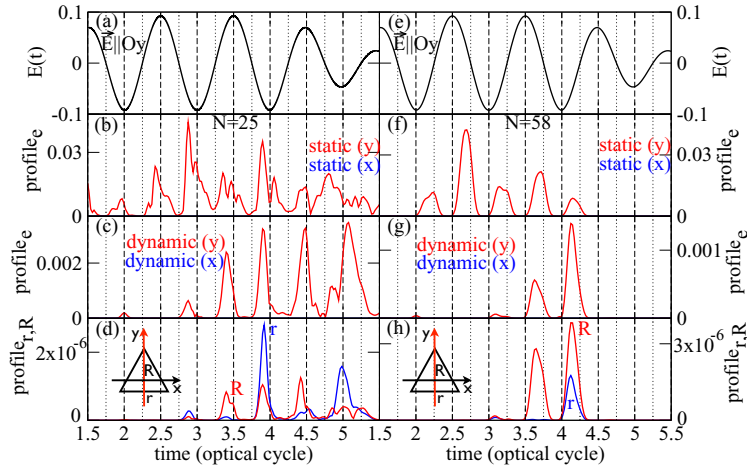 0.1
0
-0.1
E(t)
(a)
E||Oy
(e)
E||Oy
0.1
0
-0.1
E(t)
profile_e
0.03
0
(b)
N=25
static (y)
static (x)
(f)
N=58
static (y)
static (x)
0.03
0
profile_e
profile_e
0.002
0
(c)
dynamic (y)
dynamic (x)
(g)
dynamic (y)
dynamic (x)
0.001
0
profile_e
profile_r,R
2x10^-6
0
(d)
y
R
r
x
R
r
(h)
y
R
r
x
R
r
3x10^-6
0
profile_r,R
1.5 2 2.5 3 3.5 4 4.5 5 1.5 2 2.5 3 3.5 4 4.5 5 5.5
time (optical cycle)
time (optical cycle)